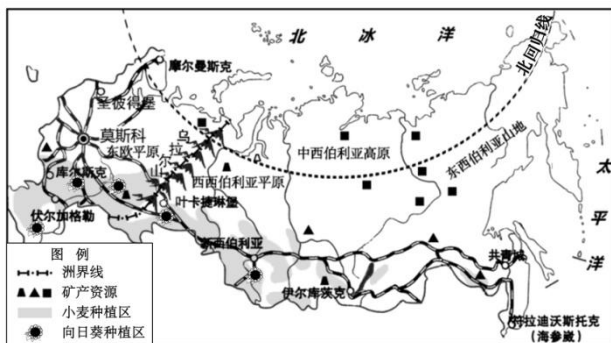 北冰洋
北回归线
摩尔曼斯克
圣彼得堡
莫斯科
东欧平原
乌拉尔山
中西伯利亚高原
东西伯利亚山地
太平洋
西西伯利亚平原
库尔斯克
叶卡捷琳堡
伏尔加格勒
新西伯利亚
共青城
伊尔库茨克
符拉迪沃斯托克
(海参崴)
图 例
洲界线
矿产资源
小麦种植区
向日葵种植区